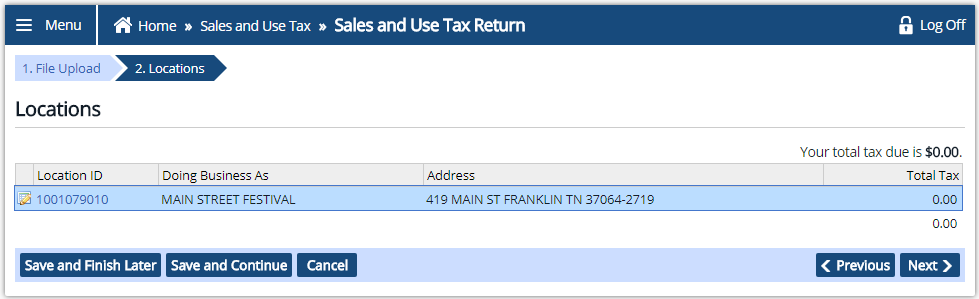 Menu Home » Sales and Use Tax » Sales and Use Tax Return Log Off
1. File Upload 2. Locations
Locations
Your total tax due is $0.00.
Location ID Doing Business As Address Total Tax
1001079010 MAIN STREET FESTIVAL 419 MAIN ST FRANKLIN TN 37064-2719 0.00
0.00
Save and Finish Later Save and Continue Cancel Previous Next